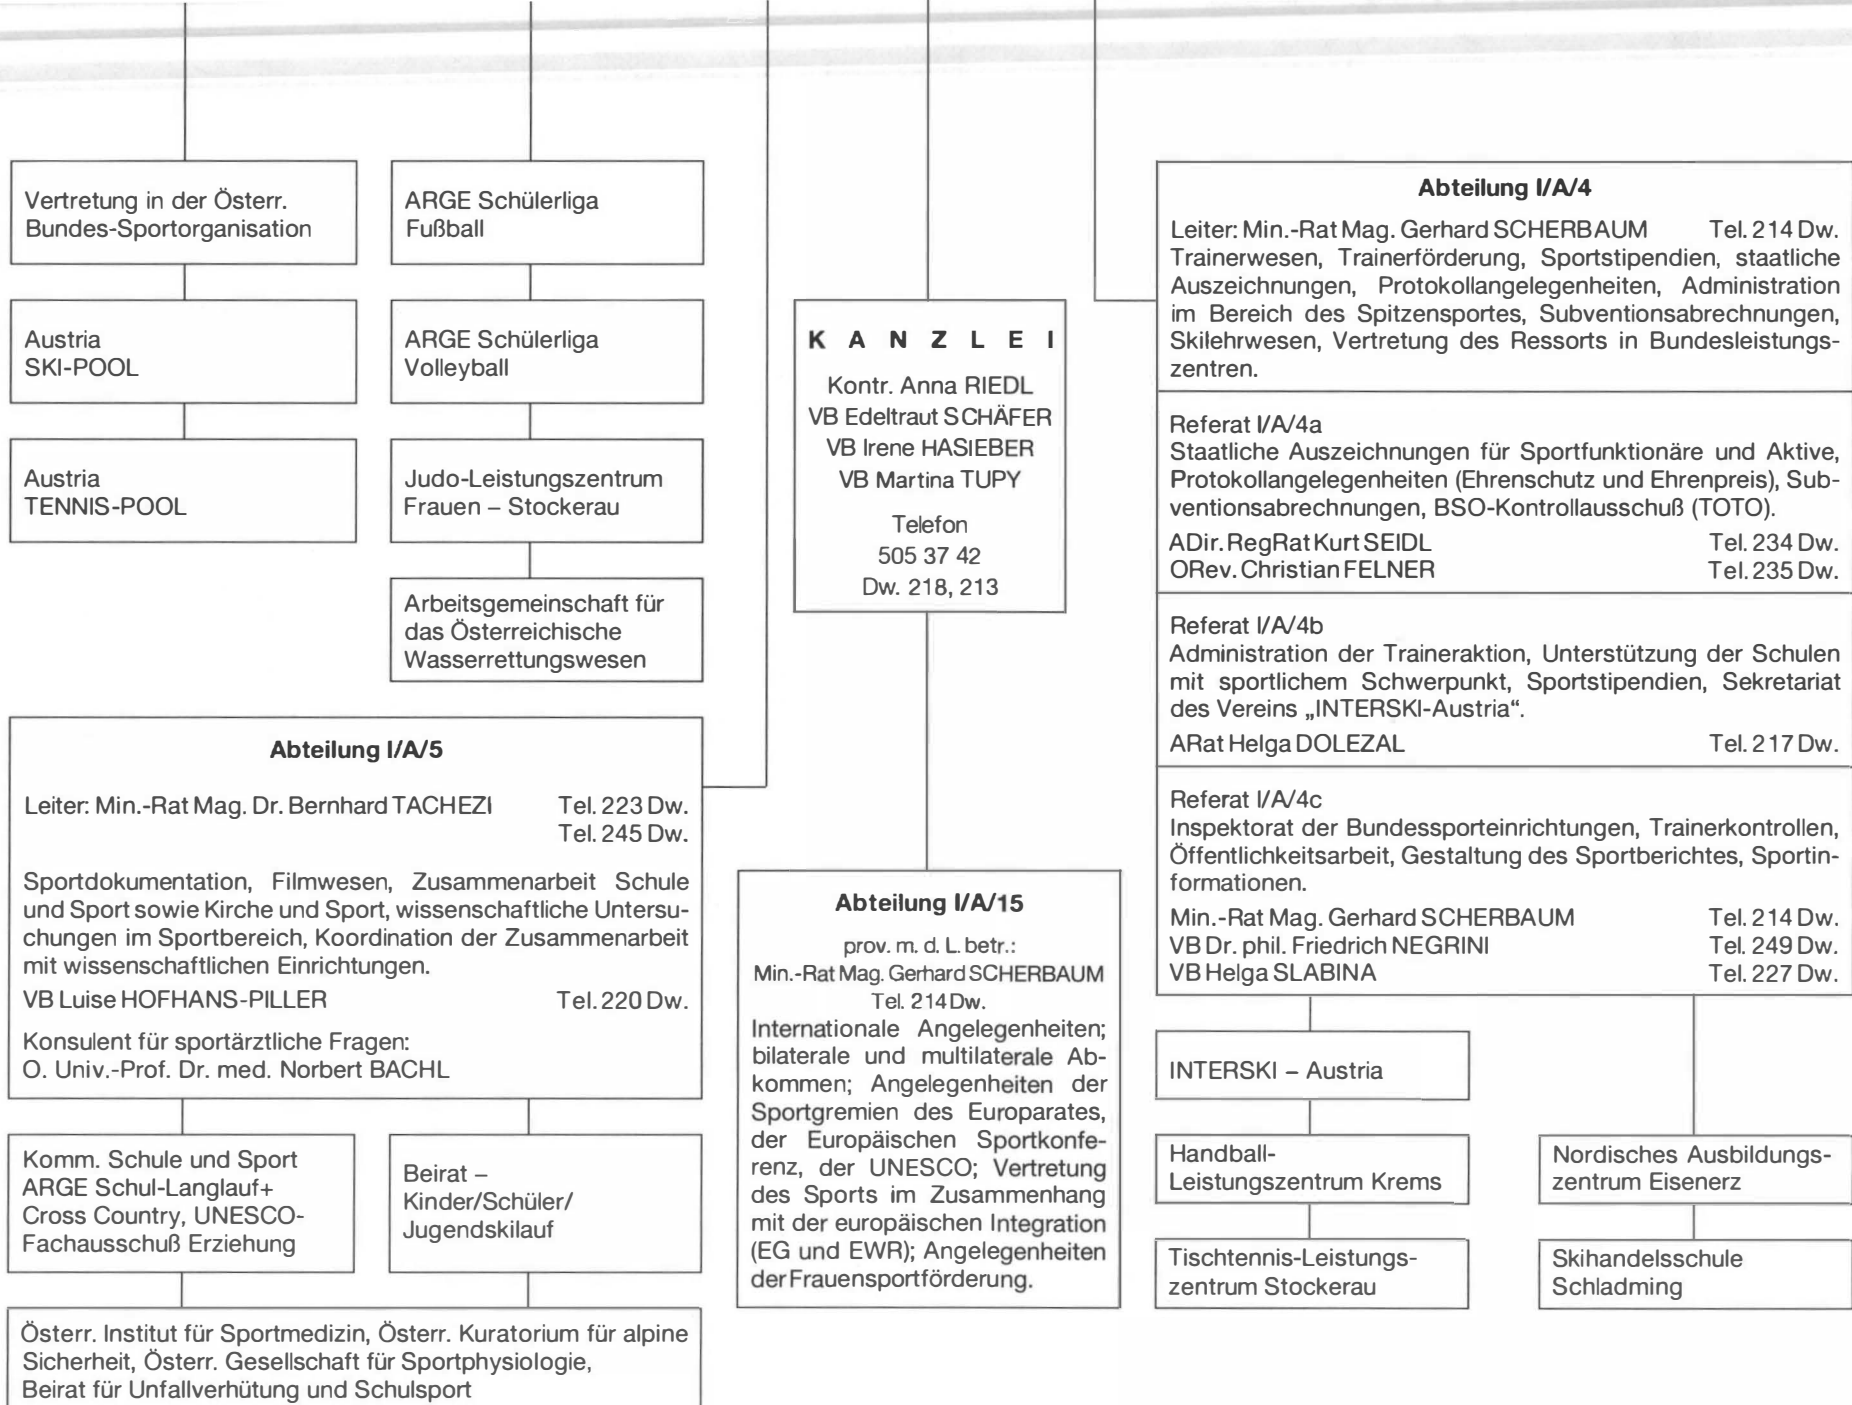 Vertretung in der Österr.
Bundes-Sportorganisation
Austria
SKI-POOL
Austria
TENNIS-POOL
ARGE Schülerliga
Fußball
ARGE Schülerliga
Volleyball
Judo-Leistungszentrum
Frauen – Stockerau
Arbeitsgemeinschaft für
das Österreichische
Wasserrettungswesen
KANZLEI
Kontr. Anna RIEDL
VB Edeltraut SCHÄFER
VB Irene HASIEBER
VB Martina TUPY
Telefon
505 37 42
Dw. 218, 213
Abteilung I/A/4
Leiter: Min.-Rat Mag. Gerhard SCHERBAUM Tel. 214 Dw.
Trainerwesen, Trainerförderung, Sportstipendien, staatliche
Auszeichnungen, Protokollangelegenheiten, Administration
im Bereich des Spitzensportes, Subventionsabrechnungen,
Skilehrwesen, Vertretung des Ressorts in Bundesleistungs-
zentren.
Referat I/A/4a
Staatliche Auszeichnungen für Sportfunktionäre und Aktive,
Protokollangelegenheiten (Ehrenschutz und Ehrenpreis), Sub-
ventionsabrechnungen, BSO-Kontrollausschuß (TOTO).
ADir. RegRat Kurt SEIDL Tel. 234 Dw.
ORev. Christian FELNER Tel. 235 Dw.
Referat I/A/4b
Administration der Traineraktion, Unterstützung der Schulen
mit sportlichem Schwerpunkt, Sportstipendien, Sekretariat
des Vereins „INTERSKI-Austria“.
ARat Helga DOLEZAL Tel. 217 Dw.
Referat I/A/4c
Inspektorat der Bundessporteinrichtungen, Trainerkontrollen,
Öffentlichkeitsarbeit, Gestaltung des Sportberichtes, Sportin-
formationen.
Min.-Rat Mag. Gerhard SCHERBAUM Tel. 214 Dw.
VB Dr. phil. Friedrich NEGRINI Tel. 249 Dw.
VB Helga SLABINA Tel. 227 Dw.
Abteilung I/A/5
Leiter: Min.-Rat Mag. Dr. Bernhard TACHEZI Tel. 223 Dw.
Tel. 245 Dw.
Sportdokumentation, Filmwesen, Zusammenarbeit Schule
und Sport sowie Kirche und Sport, wissenschaftliche Untersu-
chungen im Sportbereich, Koordination der Zusammenarbeit
mit wissenschaftlichen Einrichtungen.
VB Luise HOFHANS-PILLER Tel. 220 Dw.
Konsulent für sportärztliche Fragen:
O. Univ.-Prof. Dr. med. Norbert BACHL
Abteilung I/A/15
prov. m. d. L. betr.:
Min.-Rat Mag. Gerhard SCHERBAUM
Tel. 214 Dw.
Internationale Angelegenheiten;
bilaterale und multilaterale Ab-
kommen; Angelegenheiten der
Sportgremien des Europarates,
der Europäischen Sportkonfe-
renz, der UNESCO; Vertretung
des Sports im Zusammenhang
mit der europäischen Integration
(EG und EWR); Angelegenheiten
der Frauensportförderung.
Komm. Schule und Sport
ARGE Schul-Langlauf+
Cross Country, UNESCO-
Fachausschuß Erziehung
Beirat –
Kinder/Schüler/
Jugendskilauf
Österr. Institut für Sportmedizin, Österr. Kuratorium für alpine
Sicherheit, Österr. Gesellschaft für Sportphysiologie,
Beirat für Unfallverhütung und Schulsport
INTERSKI – Austria
Handball-
Leistungszentrum Krems
Tischtennis-Leistungs-
zentrum Stockerau
Nordisches Ausbildungs-
zentrum Eisenerz
Skihandelsschule
Schladming